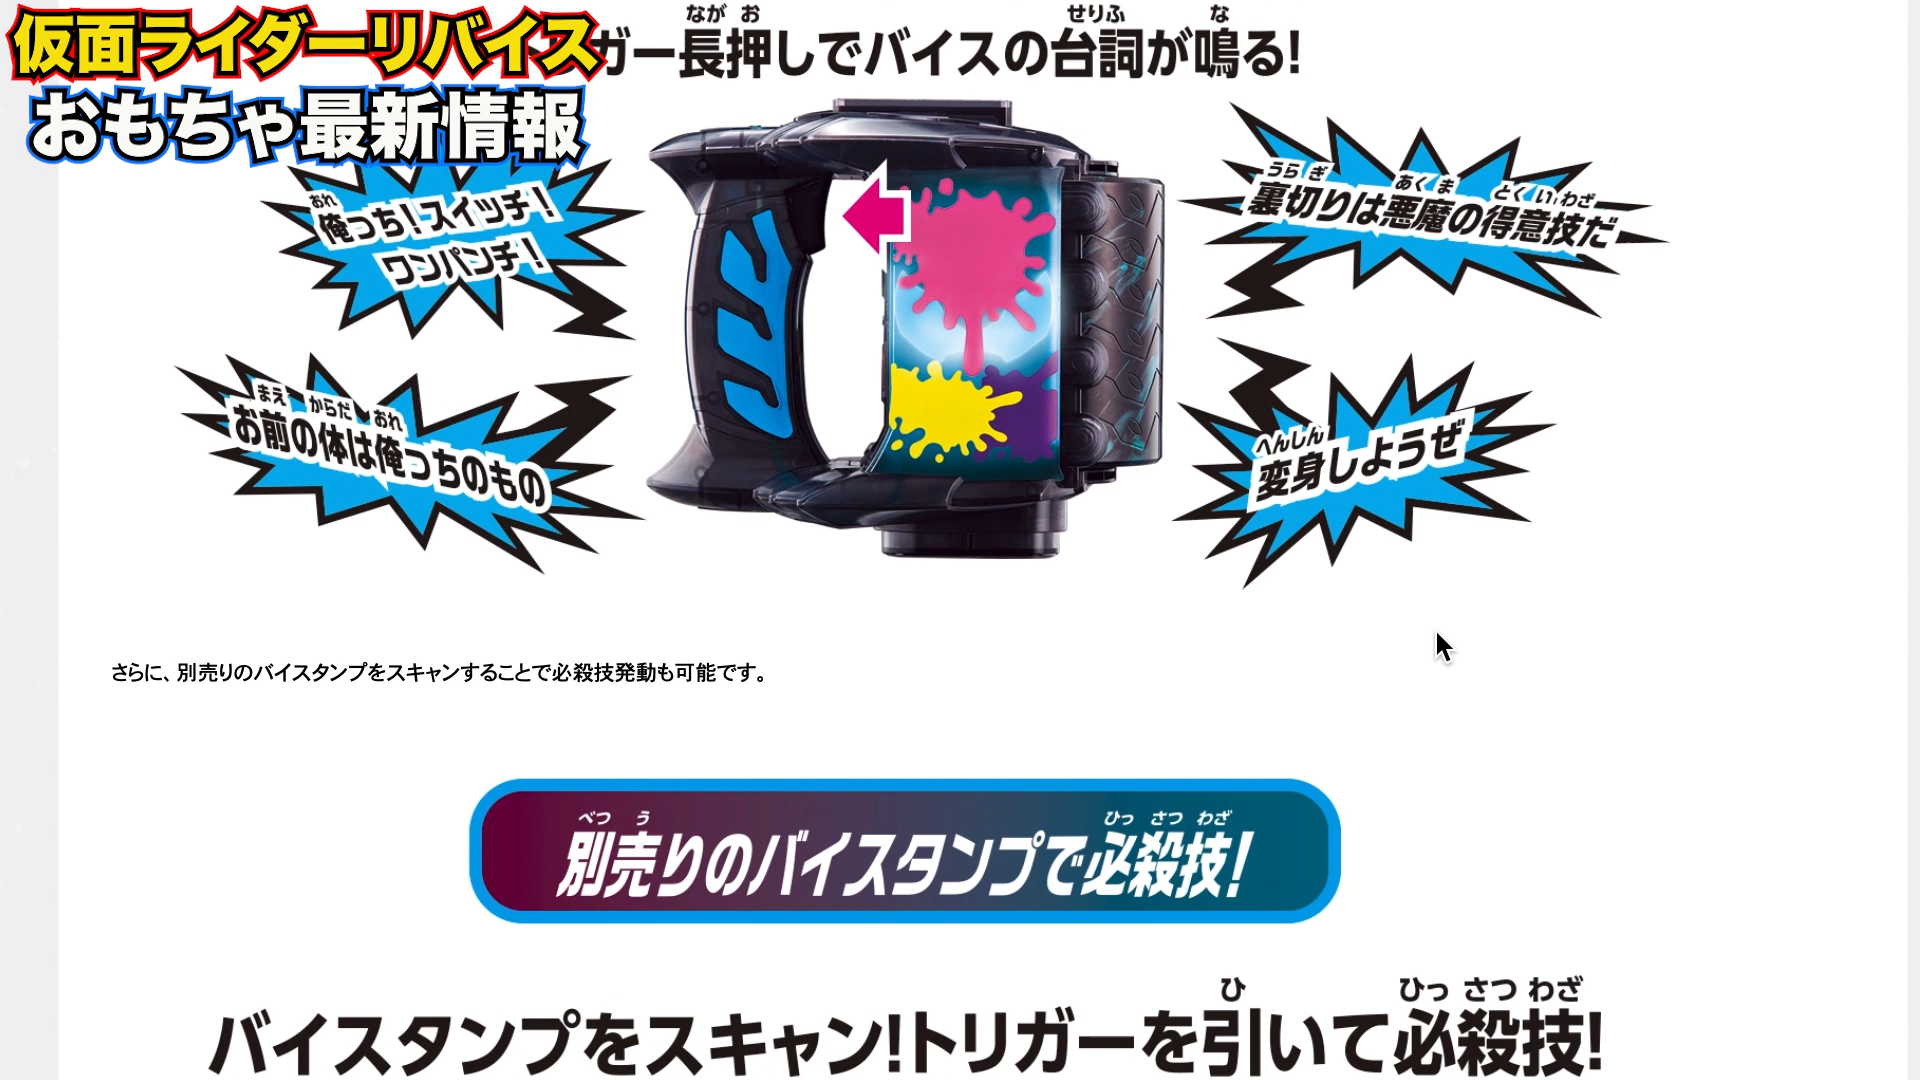 仮面ライダーリバイス
おもちゃ最新情報
ガー長押しでバイスの台詞が鳴る!
なが お
せりふ
な
おれ
俺っち!スイッチ!
ワンパンチ!
うら ぎ
あく ま
とく い わざ
裏切りは悪魔の得意技だ
まえ
からだ
おれ
お前の体は俺っちのもの
へんしん
変身しようぜ
さらに、別売りのバイスタンプをスキャンすることで必殺技発動も可能です。
べつ う
ひっ さつ わざ
別売りのバイスタンプで必殺技!
ひ
ひっ さつ わざ
バイスタンプをスキャン!トリガーを引いて必殺技!